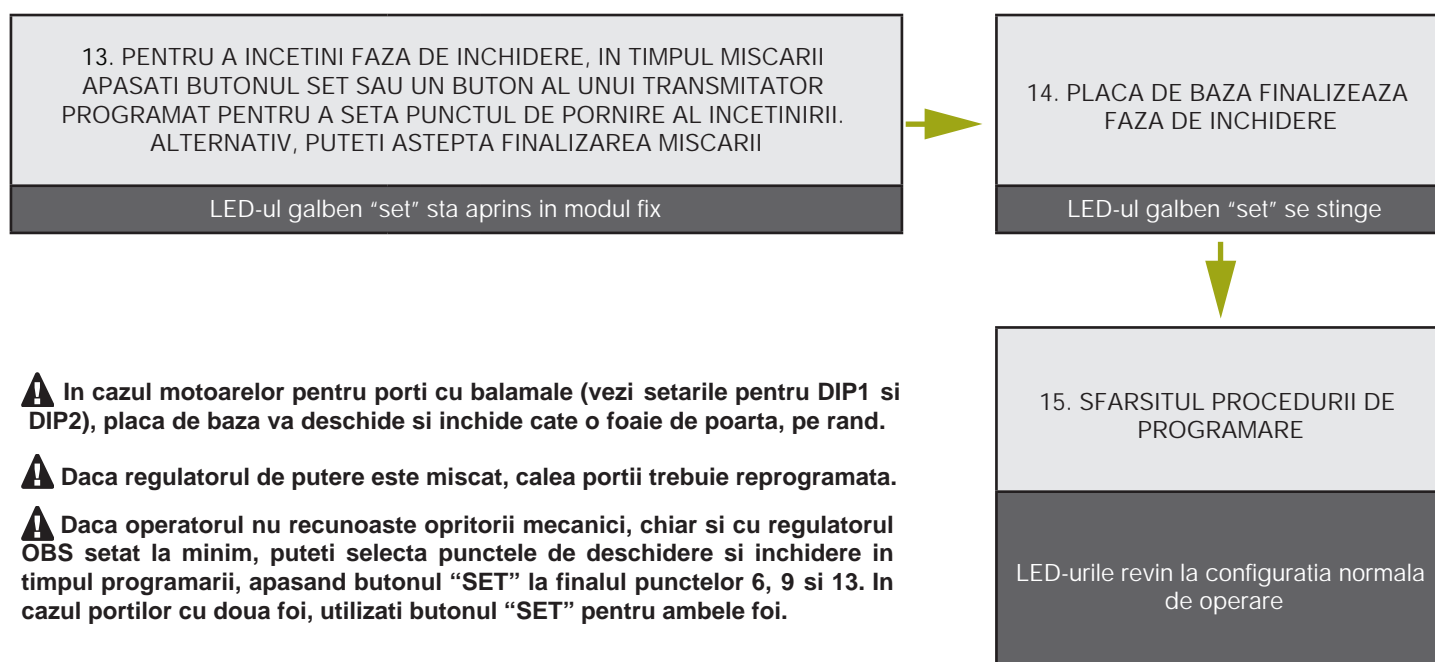 13. PENTRU A INCETINI FAZA DE INCHIDERE, IN TIMPUL MISCARII
APASATI BUTONUL SET SAU UN BUTON AL UNUI TRANSMITATOR
PROGRAMAT PENTRU A SETA PUNCTUL DE PORNIRE AL INCETINIRII.
ALTERNATIV, PUTETI ASTEPTA FINALIZAREA MISCARII
LED-ul galben “set” sta aprins in modul fix
14. PLACA DE BAZA FINALIZEAZA
FAZA DE INCHIDERE
LED-ul galben “set” se stinge
15. SFARSITUL PROCEDURII DE
PROGRAMARE
LED-urile revin la configuratia normala
de operare
In cazul motoarelor pentru porti cu balamale (vezi setarile pentru DIP1 si
DIP2), placa de baza va deschide si inchide cate o foaie de poarta, pe rand.
Daca regulatorul de putere este miscat, calea portii trebuie reprogramata.
Daca operatorul nu recunoaste opritorii mecanici, chiar si cu regulatorul
OBS setat la minim, puteti selecta punctele de deschidere si inchidere in
timpul programarii, apasand butonul “SET” la finalul punctelor 6, 9 si 13. In
cazul portilor cu doua foi, utilizati butonul “SET” pentru ambele foi.